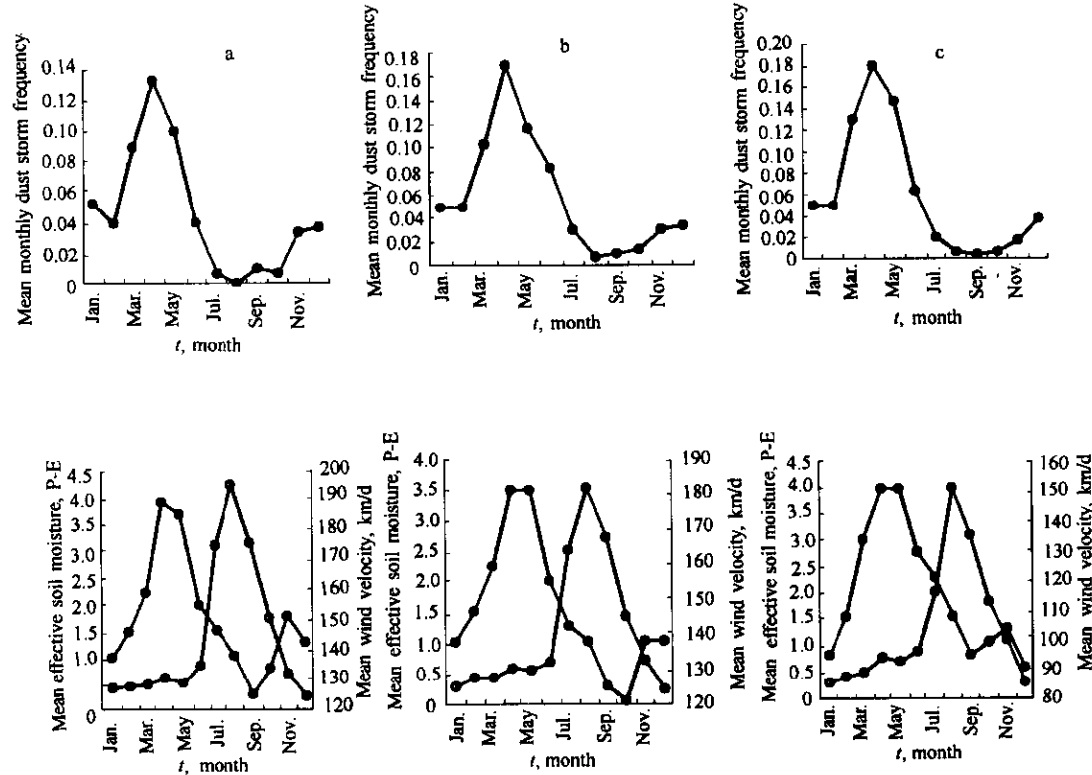 a
Mean monthly dust storm frequency
0.14
0.12
0.10
0.08
0.06
0.04
0.02
0
Jan.
Mar.
May
Jul.
Sep.
Nov.
t, month
b
Mean monthly dust storm frequency
0.18
0.16
0.14
0.12
0.10
0.08
0.06
0.04
0.02
0
Jan.
Mar.
May
Jul.
Sep.
Nov.
t, month
c
Mean monthly dust storm frequency
0.20
0.18
0.16
0.14
0.12
0.10
0.08
0.06
0.04
0.02
0
Jan.
Mar.
May
Jul.
Sep.
Nov.
t, month
Mean effective soil moisture, P-E
4.5
4.0
3.5
3.0
2.5
2.0
1.5
1.0
0
200
195
180
170
160
150
140
130
120
Mean wind velocity, km/d
Jan.
Mar.
May
Jul.
Sep.
Nov.
t, month
Mean effective soil moisture, P-E
4.0
3.5
3.0
2.5
2.0
1.5
1.0
0.5
0
190
180
170
160
150
140
130
120
Mean wind velocity, km/d
Jan.
Mar.
May
Jul.
Sep.
Nov.
t, month
Mean effective soil moisture, P-E
4.5
4.0
3.5
3.0
2.5
2.0
1.5
1.0
0.5
0
160
150
140
130
120
110
100
90
80
Mean wind velocity, km/d
Jan.
Mar.
May
Jul.
Sep.
Nov.
t, month